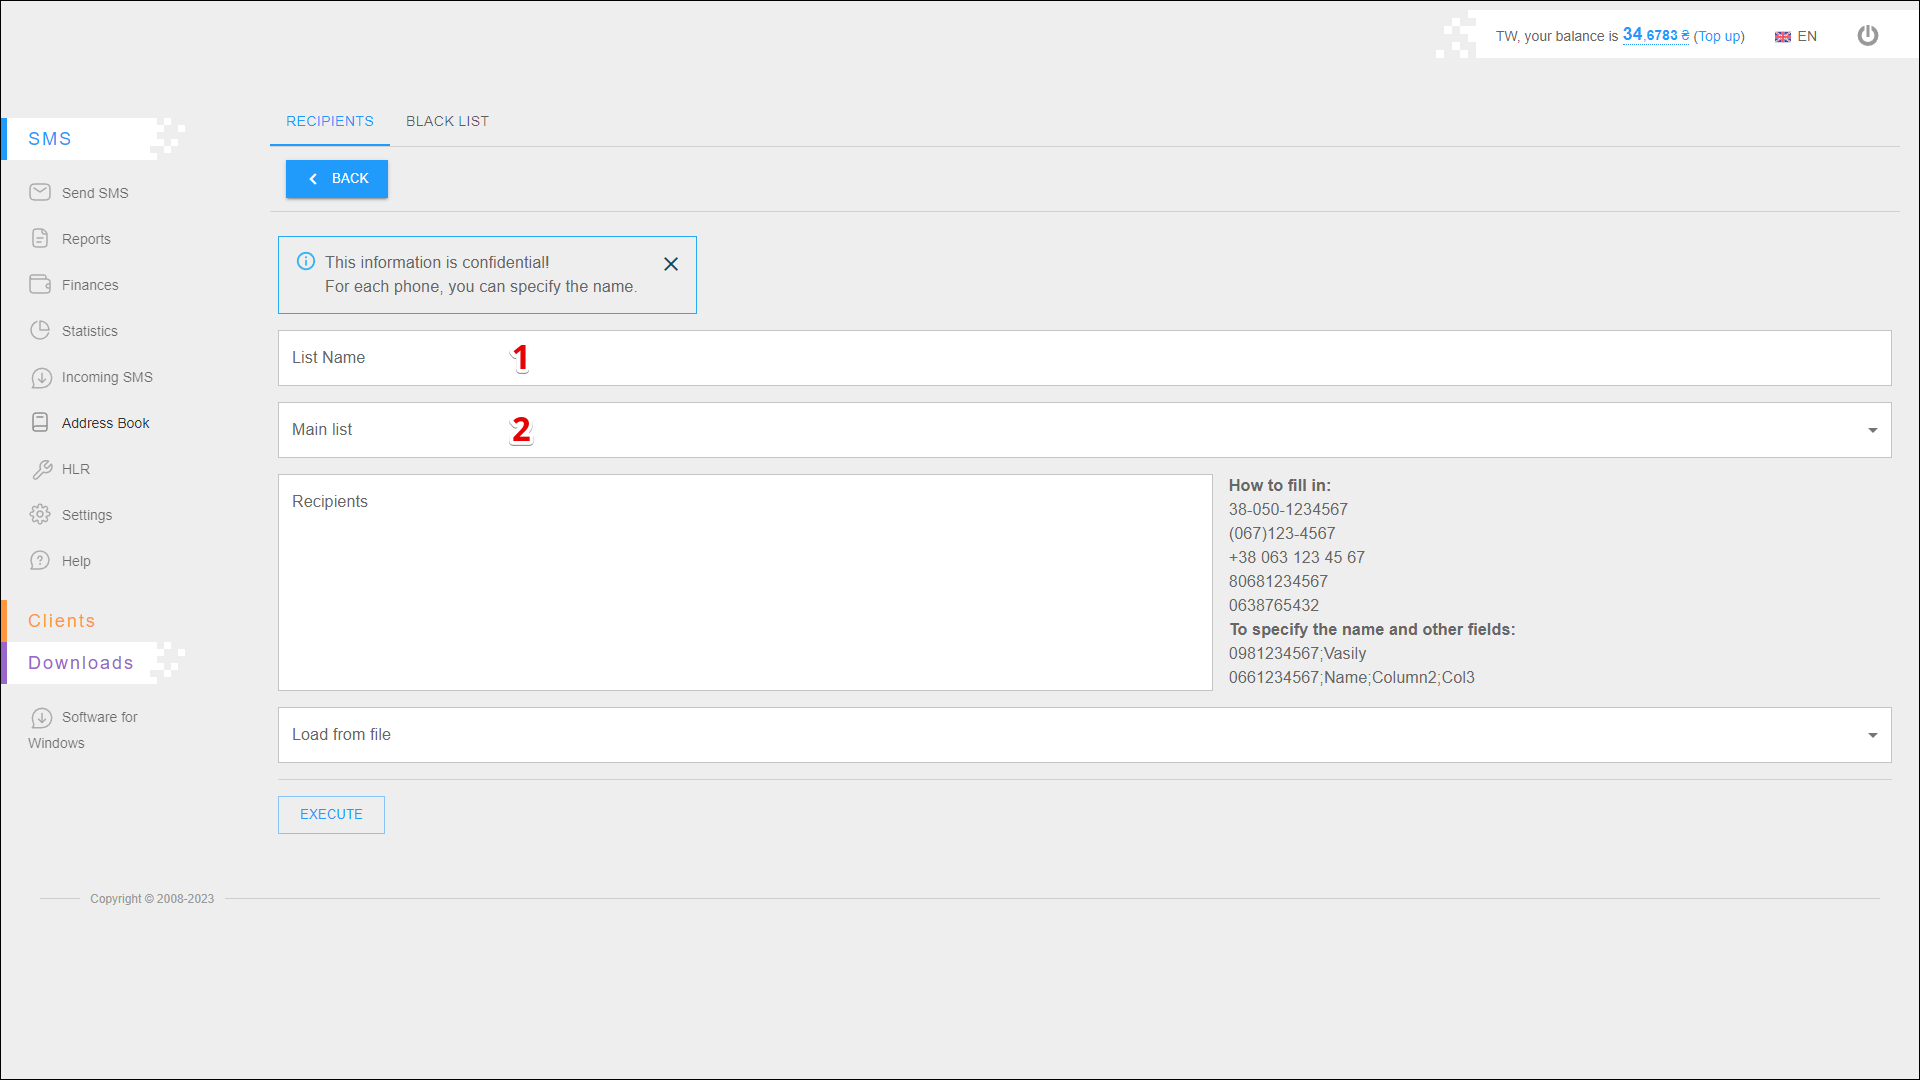 TW, your balance is 34,6783 ₴ (Top up)
EN
SMS
Send SMS
Reports
Finances
Statistics
Incoming SMS
Address Book
HLR
Settings
Help
Clients
Downloads
Software for
Windows
RECIPIENTS
BLACK LIST
BACK
This information is confidential!
For each phone, you can specify the name.
List Name
1
Main list
2
Recipients
How to fill in:
38-050-1234567
(067)123-4567
+38 063 123 45 67
80681234567
0638765432
To specify the name and other fields:
0981234567;Vasily
0661234567;Name;Column2;Col3
Load from file
EXECUTE
Copyright © 2008-2023